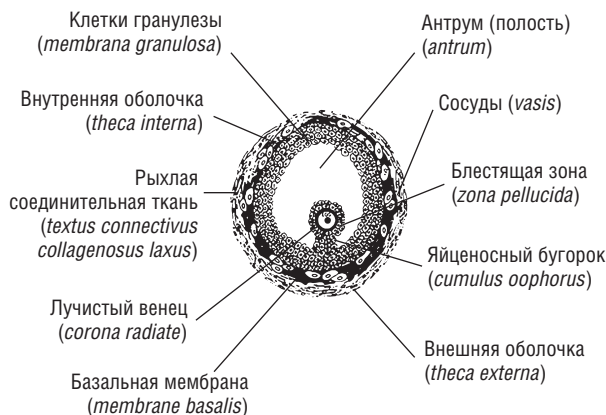 Клетки гранулезы
(membrana granulosa)
Внутренняя оболочка
(theca interna)
Рыхлая
соединительная ткань
(textus connectivus
collagenosus laxus)
Лучистый венец
(corona radiate)
Базальная мембрана
(membrane basalis)
Антрум (полость)
(antrum)
Сосуды (vasis)
Блестящая зона
(zona pellucida)
Яйценосный бугорок
(cumulus oophorus)
Внешняя оболочка
(theca externa)